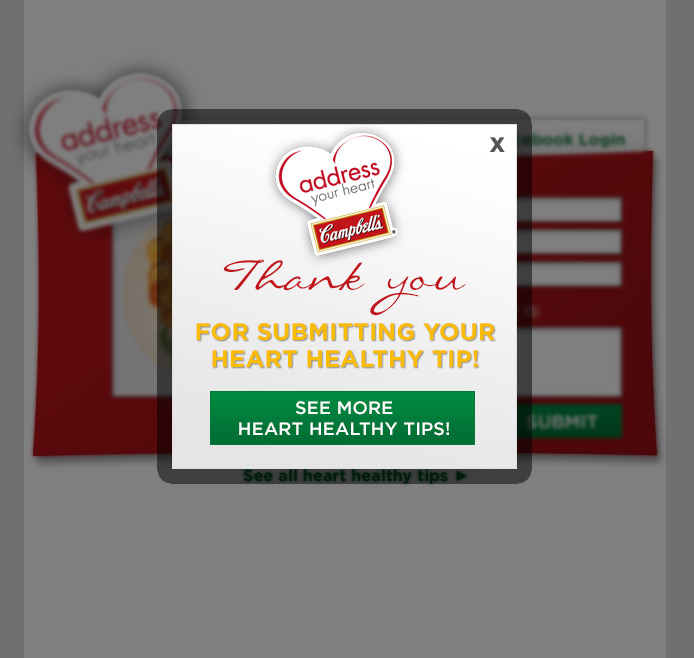 address
your heart
Campbell's
ebook Login
X
address
your heart
Campbell's
Thank you
FOR SUBMITTING YOUR
HEART HEALTHY TIP!
SEE MORE
HEART HEALTHY TIPS!
SUBMIT
See all heart healthy tips ►